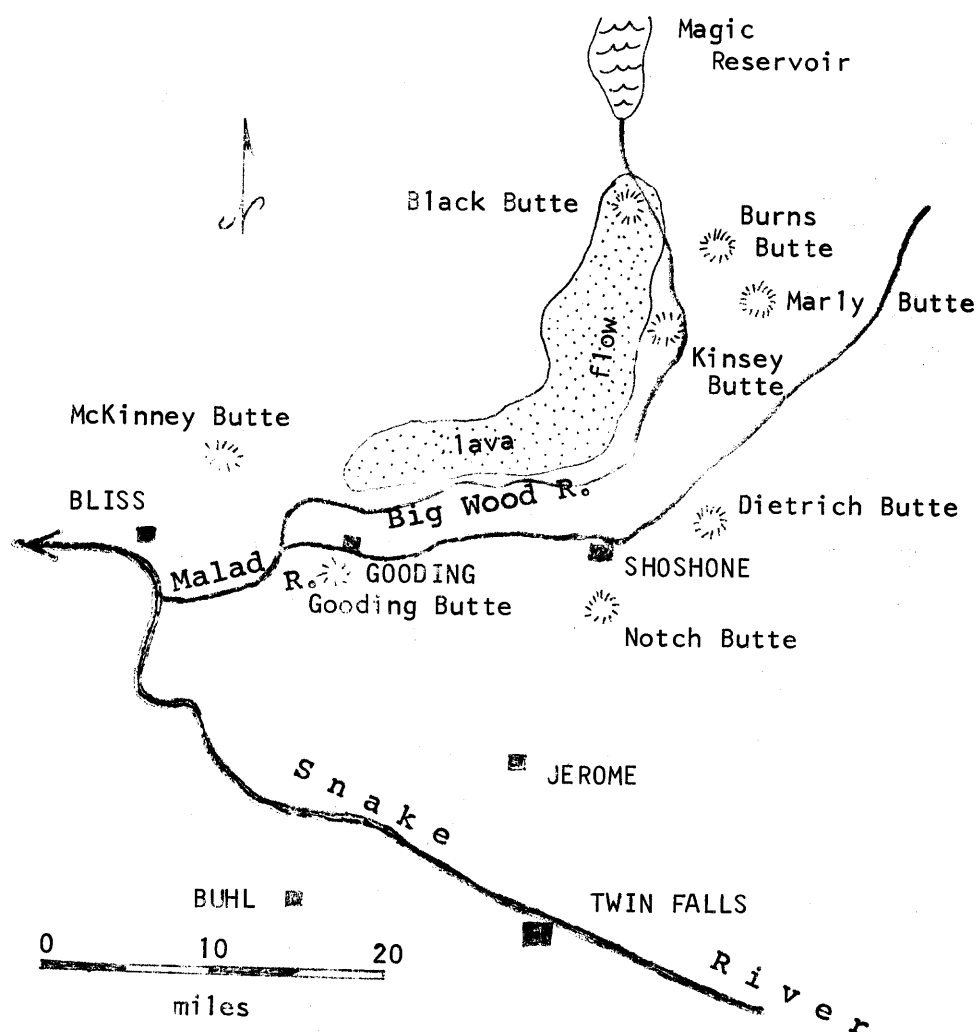 Magic
Reservoir
Black Butte
Burns
Butte
Marly Butte
flow
Kinsey
Butte
McKinney Butte
lava
BLISS
Big Wood R.
Dietrich Butte
Malad R.
GOODING
SHOSHONE
Gooding Butte
Notch Butte
Snake
JEROME
BUHL
TWIN FALLS
0 10 20
miles
River